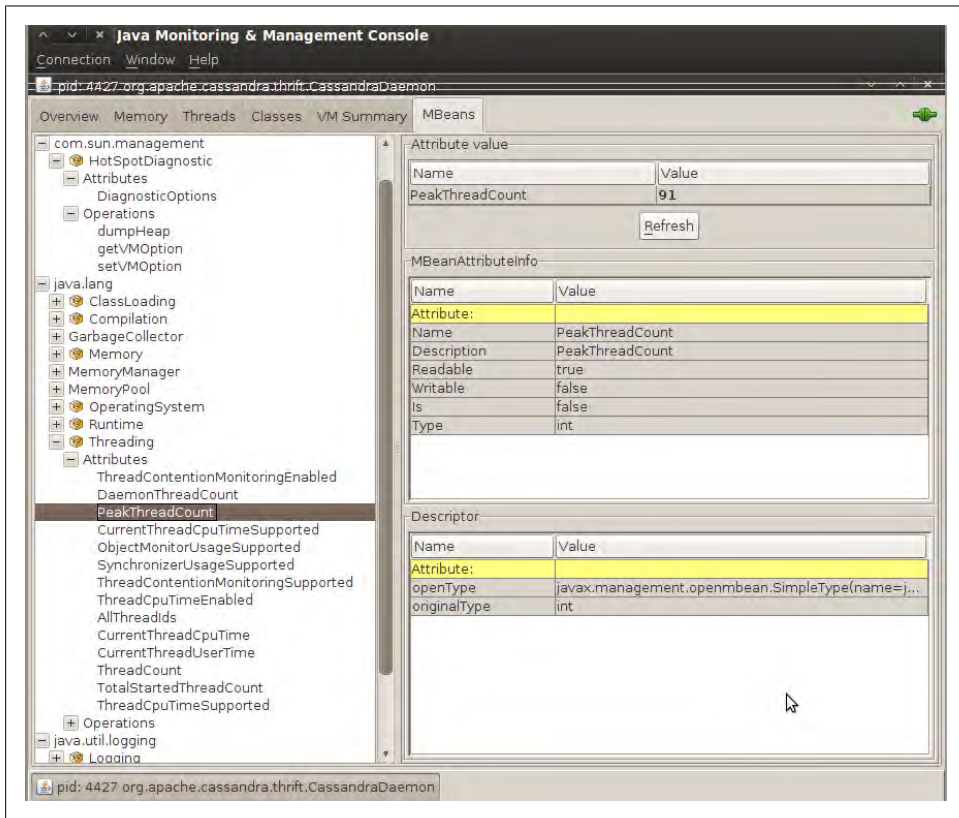 Java Monitoring & Management Console
Connection Window Help
pid: 4427 org.apache.cassandra.thrift.CassandraDaemon
Overview Memory Threads Classes VM Summary MBeans
com.sun.management
HotSpotDiagnostic
Attributes
DiagnosticOptions
Operations
dumpHeap
getVMOption
setVMOption
java.lang
ClassLoading
Compilation
GarbageCollector
Memory
MemoryManager
MemoryPool
OperatingSystem
Runtime
Threading
Attributes
ThreadContentionMonitoringEnabled
DaemonThreadCount
PeakThreadCount
CurrentThreadCpuTimeSupported
ObjectMonitorUsageSupported
SynchronizerUsageSupported
ThreadContentionMonitoringSupported
ThreadCpuTimeEnabled
AllThreadIds
CurrentThreadCpuTime
CurrentThreadUserTime
ThreadCount
TotalStartedThreadCount
ThreadCpuTimeSupported
Operations
java.util.logging
Logging
Attribute value
Name Value
PeakThreadCount 91
Refresh
MBeanAttributeInfo
Name Value
Attribute:
Name PeakThreadCount
Description PeakThreadCount
Readable true
Writable false
Is false
Type int
Descriptor
Name Value
Attribute:
openType javax.management.openmbean.SimpleType(name=j...
originalType int
pid: 4427 org.apache.cassandra.thrift.CassandraDaemon